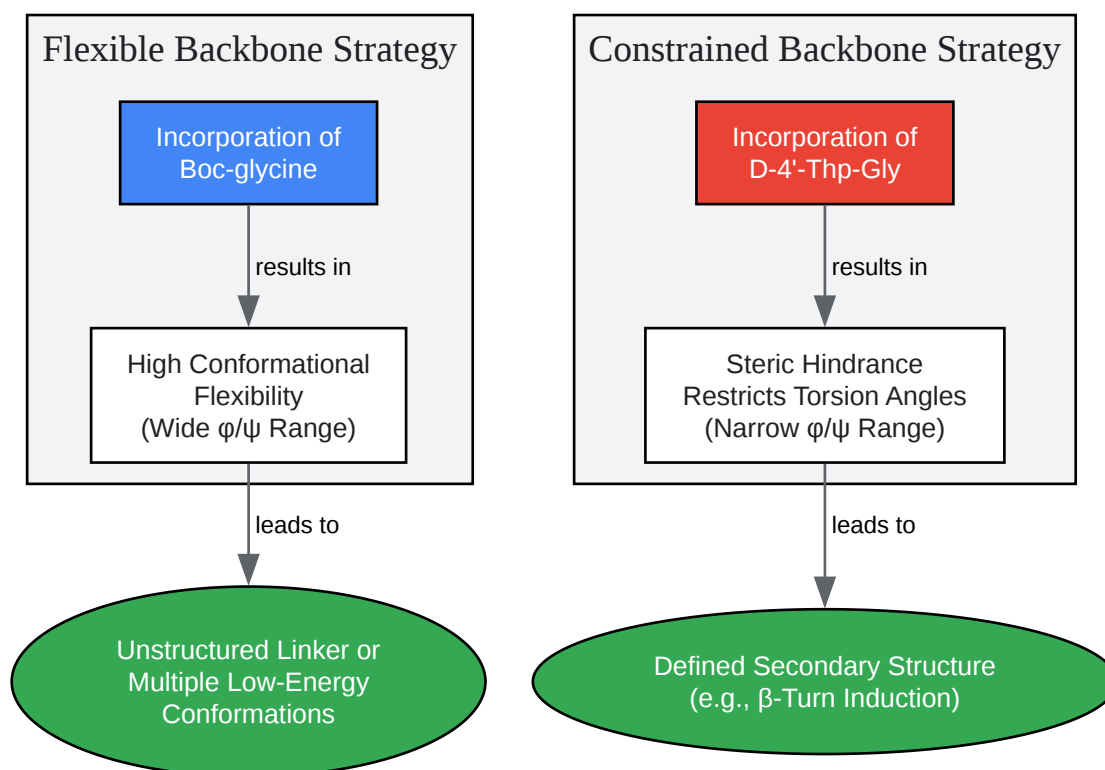 Flexible Backbone Strategy
Incorporation of
Boc-glycine
results in
High Conformational
Flexibility
(Wide φ/ψ Range)
leads to
Unstructured Linker or
Multiple Low-Energy
Conformations
Constrained Backbone Strategy
Incorporation of
D-4'-Thp-Gly
results in
Steric Hindrance
Restricts Torsion Angles
(Narrow φ/ψ Range)
leads to
Defined Secondary Structure
(e.g., β-Turn Induction)